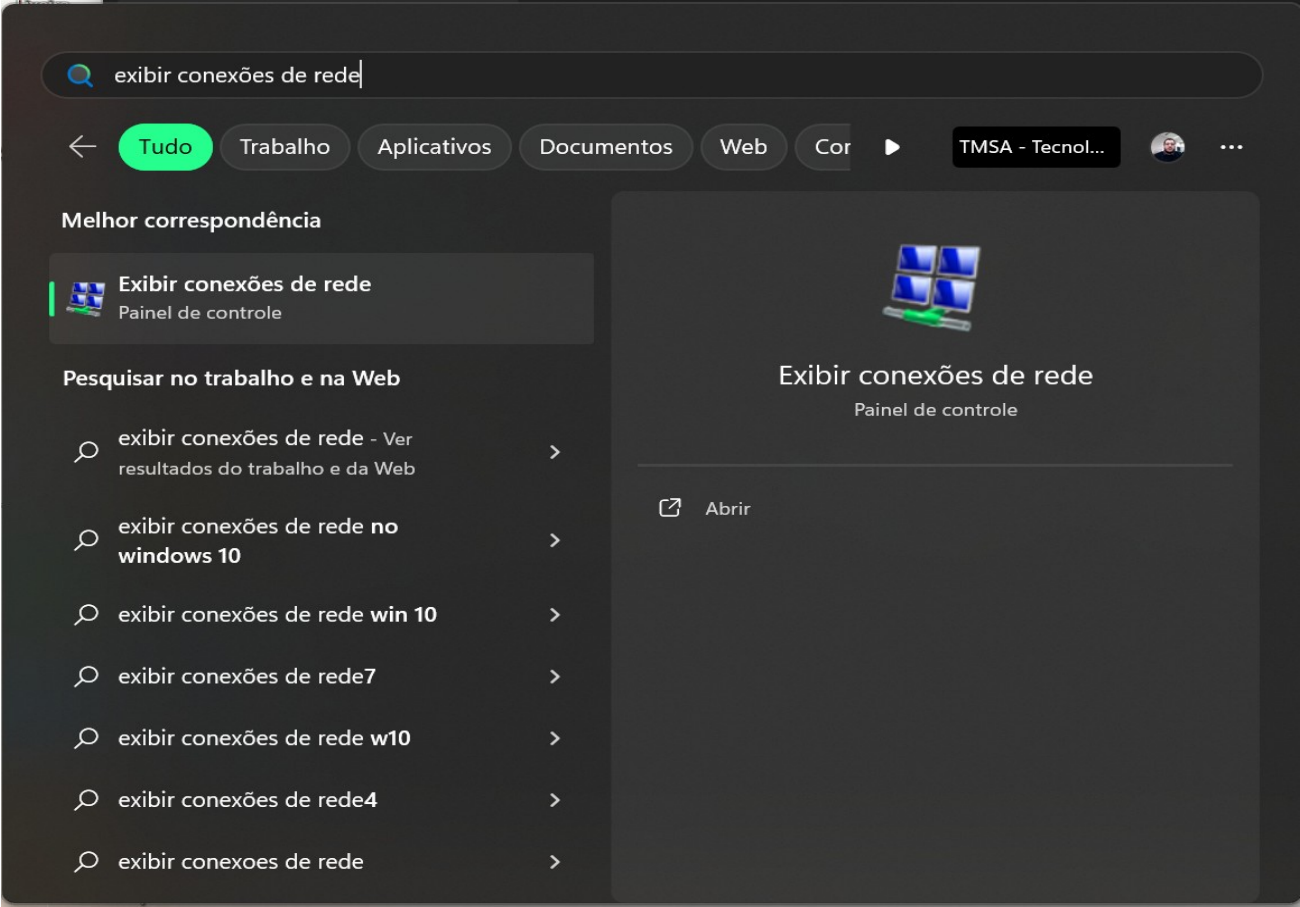 exibir conexões de rede
Tudo
Trabalho
Aplicativos
Documentos
Web
TMSA - Tecnol...
Melhor correspondência
Exibir conexões de rede
Painel de controle
Pesquisar no trabalho e na Web
exibir conexões de rede - Ver
resultados do trabalho e da Web
exibir conexões de rede no
windows 10
exibir conexões de rede win 10
exibir conexões de rede7
exibir conexões de rede w10
exibir conexões de rede4
exibir conexoes de rede
Exibir conexões de rede
Painel de controle
Abrir